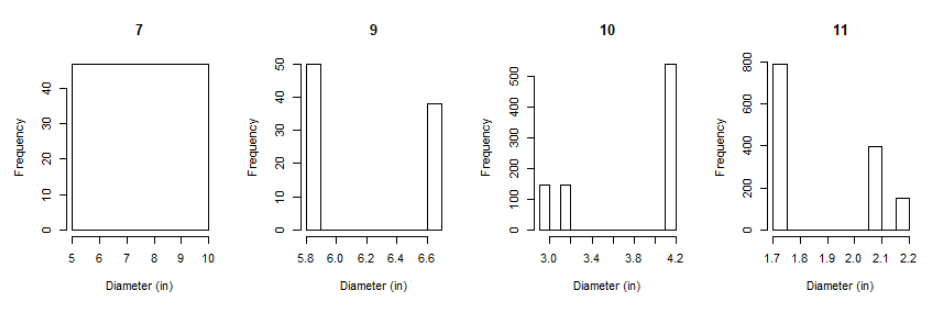 7
Frequency
0 10 20 30 40
5 6 7 8 9 10
Diameter (in)
9
Frequency
0 10 20 30 40 50
5.8 6.0 6.2 6.4 6.6
Diameter (in)
10
Frequency
0 100 200 300 400 500
3.0 3.4 3.8 4.2
Diameter (in)
11
Frequency
0 200 400 600 800
1.7 1.8 1.9 2.0 2.1 2.2
Diameter (in)